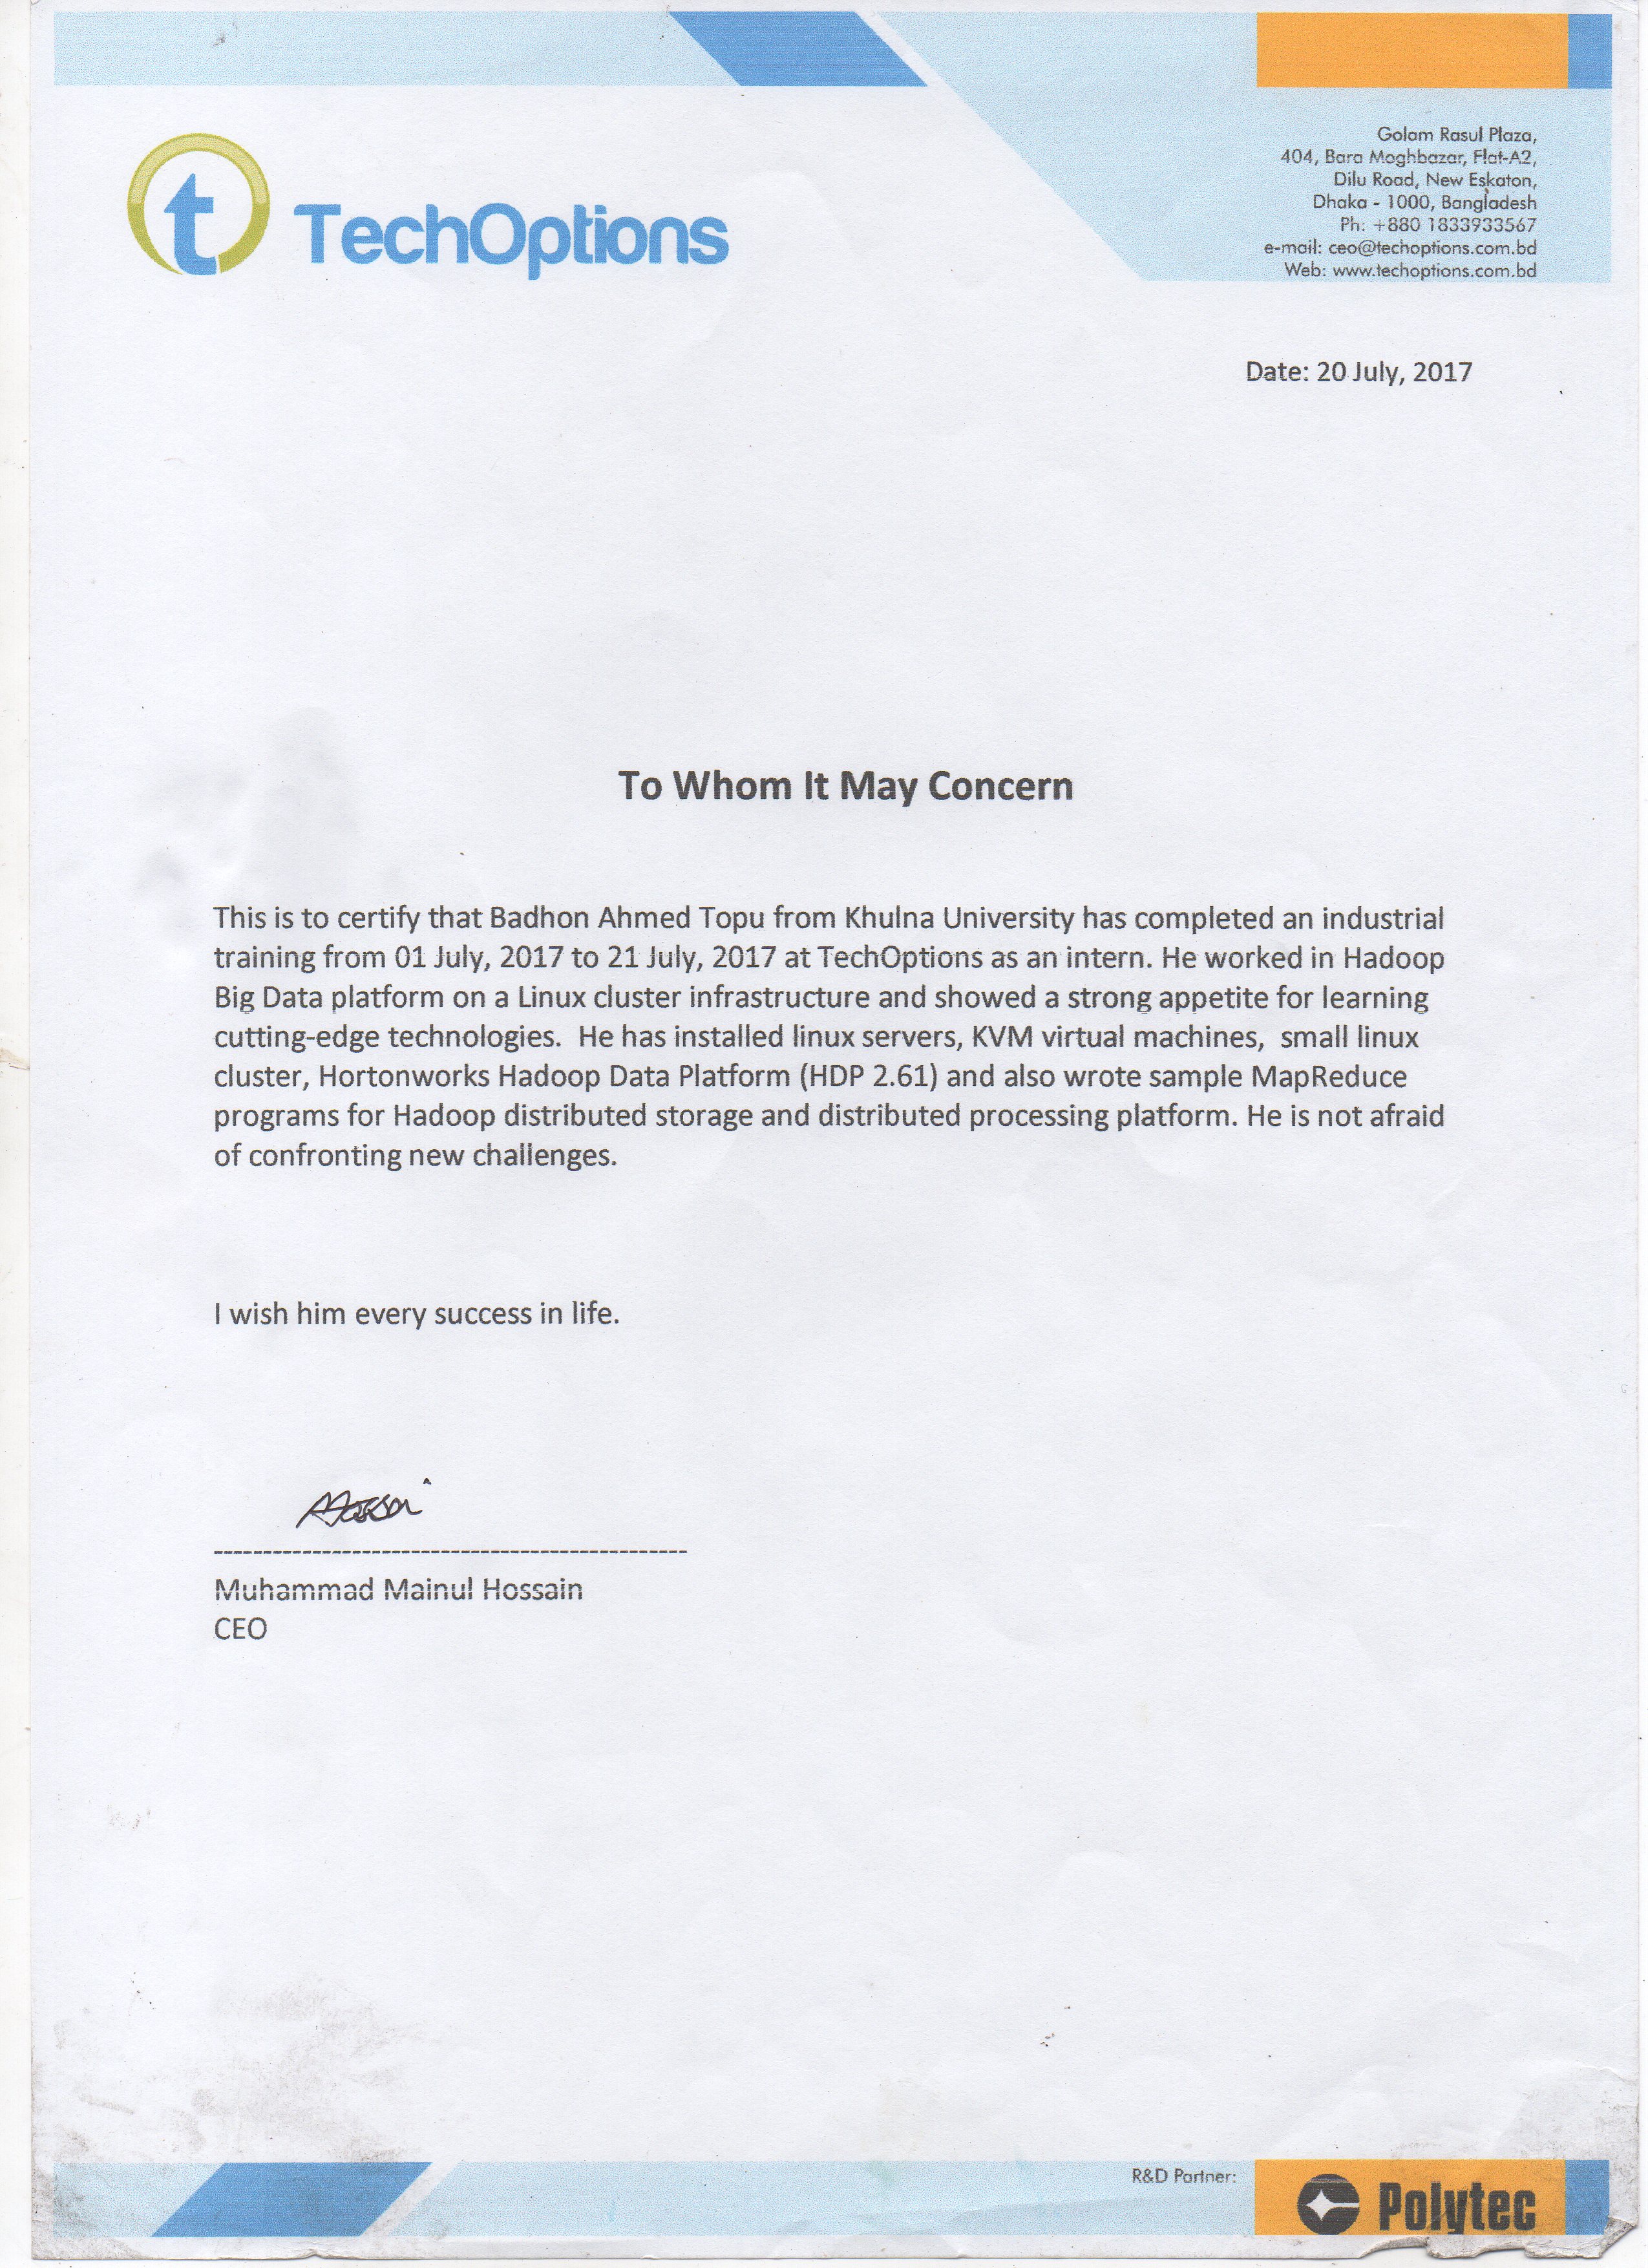 t TechOptions
Golam Rasul Plaza,
404, Bara Moghbazar, Flat-A2,
Dilu Road, New Eskaton,
Dhaka - 1000, Bangladesh
Ph: +880 1833933567
e-mail: ceo@techoptions.com.bd
Web: www.techoptions.com.bd
Date: 20 July, 2017
To Whom It May Concern
This is to certify that Badhon Ahmed Topu from Khulna University has completed an industrial
training from 01 July, 2017 to 21 July, 2017 at TechOptions as an intern. He worked in Hadoop
Big Data platform on a Linux cluster infrastructure and showed a strong appetite for learning
cutting-edge technologies.  He has installed linux servers, KVM virtual machines,  small linux
cluster, Hortonworks Hadoop Data Platform (HDP 2.61) and also wrote sample MapReduce
programs for Hadoop distributed storage and distributed processing platform. He is not afraid
of confronting new challenges.
I wish him every success in life.
------------------------------------------------
Muhammad Mainul Hossain
CEO
R&D Partner:
Polytec